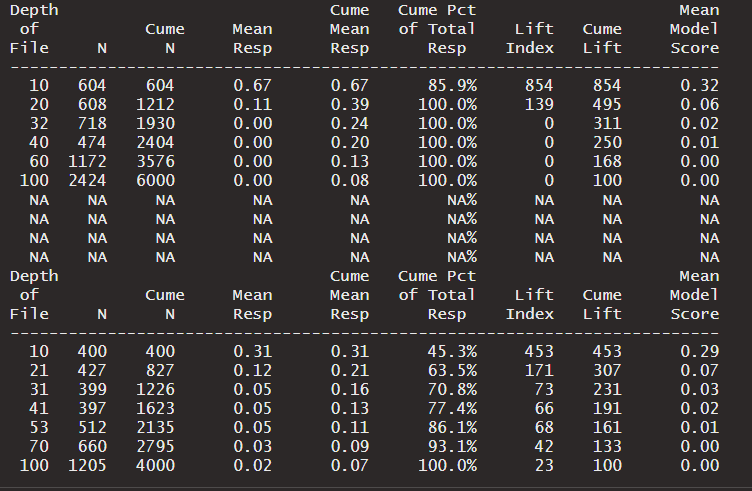 Depth                            Cume   Cume Pct                     Mean
 of            Cume      Mean    Mean   of Total    Lift   Cume     Model
File     N      N        Resp    Resp     Resp     Index   Lift     Score
-------------------------------------------------------------------------
  10    604     604      0.67    0.67     85.9%      854    854      0.32
  20    608    1212      0.11    0.39    100.0%      139    495      0.06
  32    718    1930      0.00    0.24    100.0%        0    311      0.02
  40    474    2404      0.00    0.20    100.0%        0    250      0.01
  60   1172    3576      0.00    0.13    100.0%        0    168      0.00
 100   2424    6000      0.00    0.08    100.0%        0    100      0.00
  NA     NA      NA        NA      NA       NA%       NA     NA        NA
  NA     NA      NA        NA      NA       NA%       NA     NA        NA
  NA     NA      NA        NA      NA       NA%       NA     NA        NA
  NA     NA      NA        NA      NA       NA%       NA     NA        NA
Depth                            Cume   Cume Pct                     Mean
 of            Cume      Mean    Mean   of Total    Lift   Cume     Model
File     N      N        Resp    Resp     Resp     Index   Lift     Score
-------------------------------------------------------------------------
  10    400     400      0.31    0.31     45.3%      453    453      0.29
  21    427     827      0.12    0.21     63.5%      171    307      0.07
  31    399    1226      0.05    0.16     70.8%       73    231      0.03
  41    397    1623      0.05    0.13     77.4%       66    191      0.02
  53    512    2135      0.05    0.11     86.1%       68    161      0.01
  70    660    2795      0.03    0.09     93.1%       42    133      0.00
 100   1205    4000      0.02    0.07    100.0%       23    100      0.00